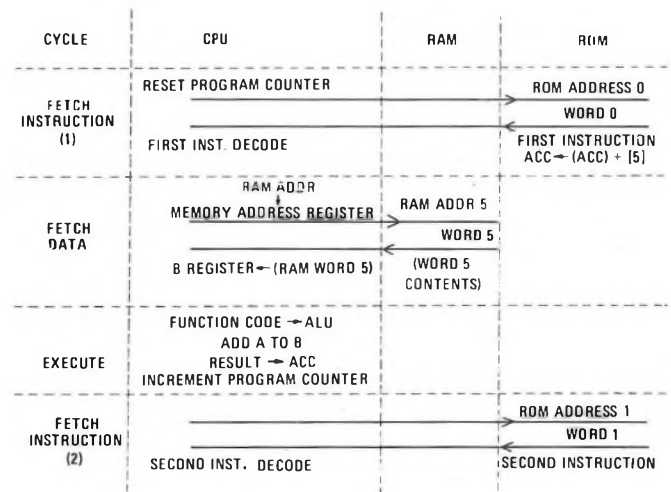 CYCLE CPU RAM ROM
RESET PROGRAM COUNTER ROM ADDRESS 0
FETCH INSTRUCTION (1)
WORD 0
FIRST INST. DECODE FIRST INSTRUCTION
ACC ← (ACC) + [5]
RAM ADDR
MEMORY ADDRESS REGISTER RAM ADDR 5
FETCH DATA
WORD 5
B REGISTER ← (RAM WORD 5) (WORD 5
CONTENTS)
FUNCTION CODE → ALU
ADD A TO B
EXECUTE RESULT → ACC
INCREMENT PROGRAM COUNTER
FETCH INSTRUCTION (2)
ROM ADDRESS 1
WORD 1
SECOND INST. DECODE SECOND INSTRUCTION